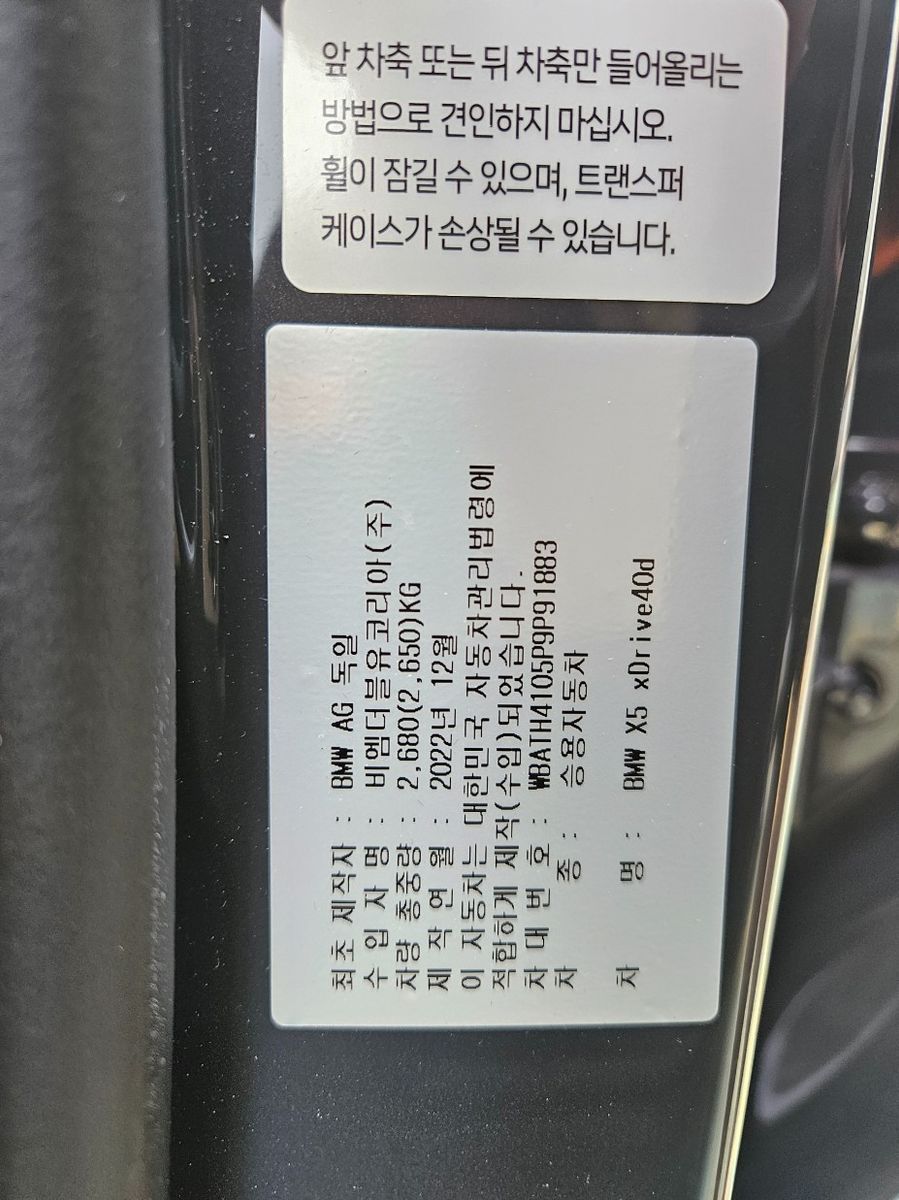 앞 차축 또는 뒤 차축만 들어올리는
방법으로 견인하지 마십시오.
휠이 잠길 수 있으며, 트랜스퍼
케이스가 손상될 수 있습니다.
최초 제작자 : BMW AG 독일
수 입 자 명 : 비엠더블유코리아(주)
차량 총중량 : 2,680(2,650)KG
제 작 연 월 : 2022년 12월
이 자동차는 대한민국 자동차관리법령에
적합하게 제작(수입)되었습니다.
차 대 번 호 : WBATH4105P9P91883
차 종 : 승용자동차
차 명 : BMW X5 xDrive40d